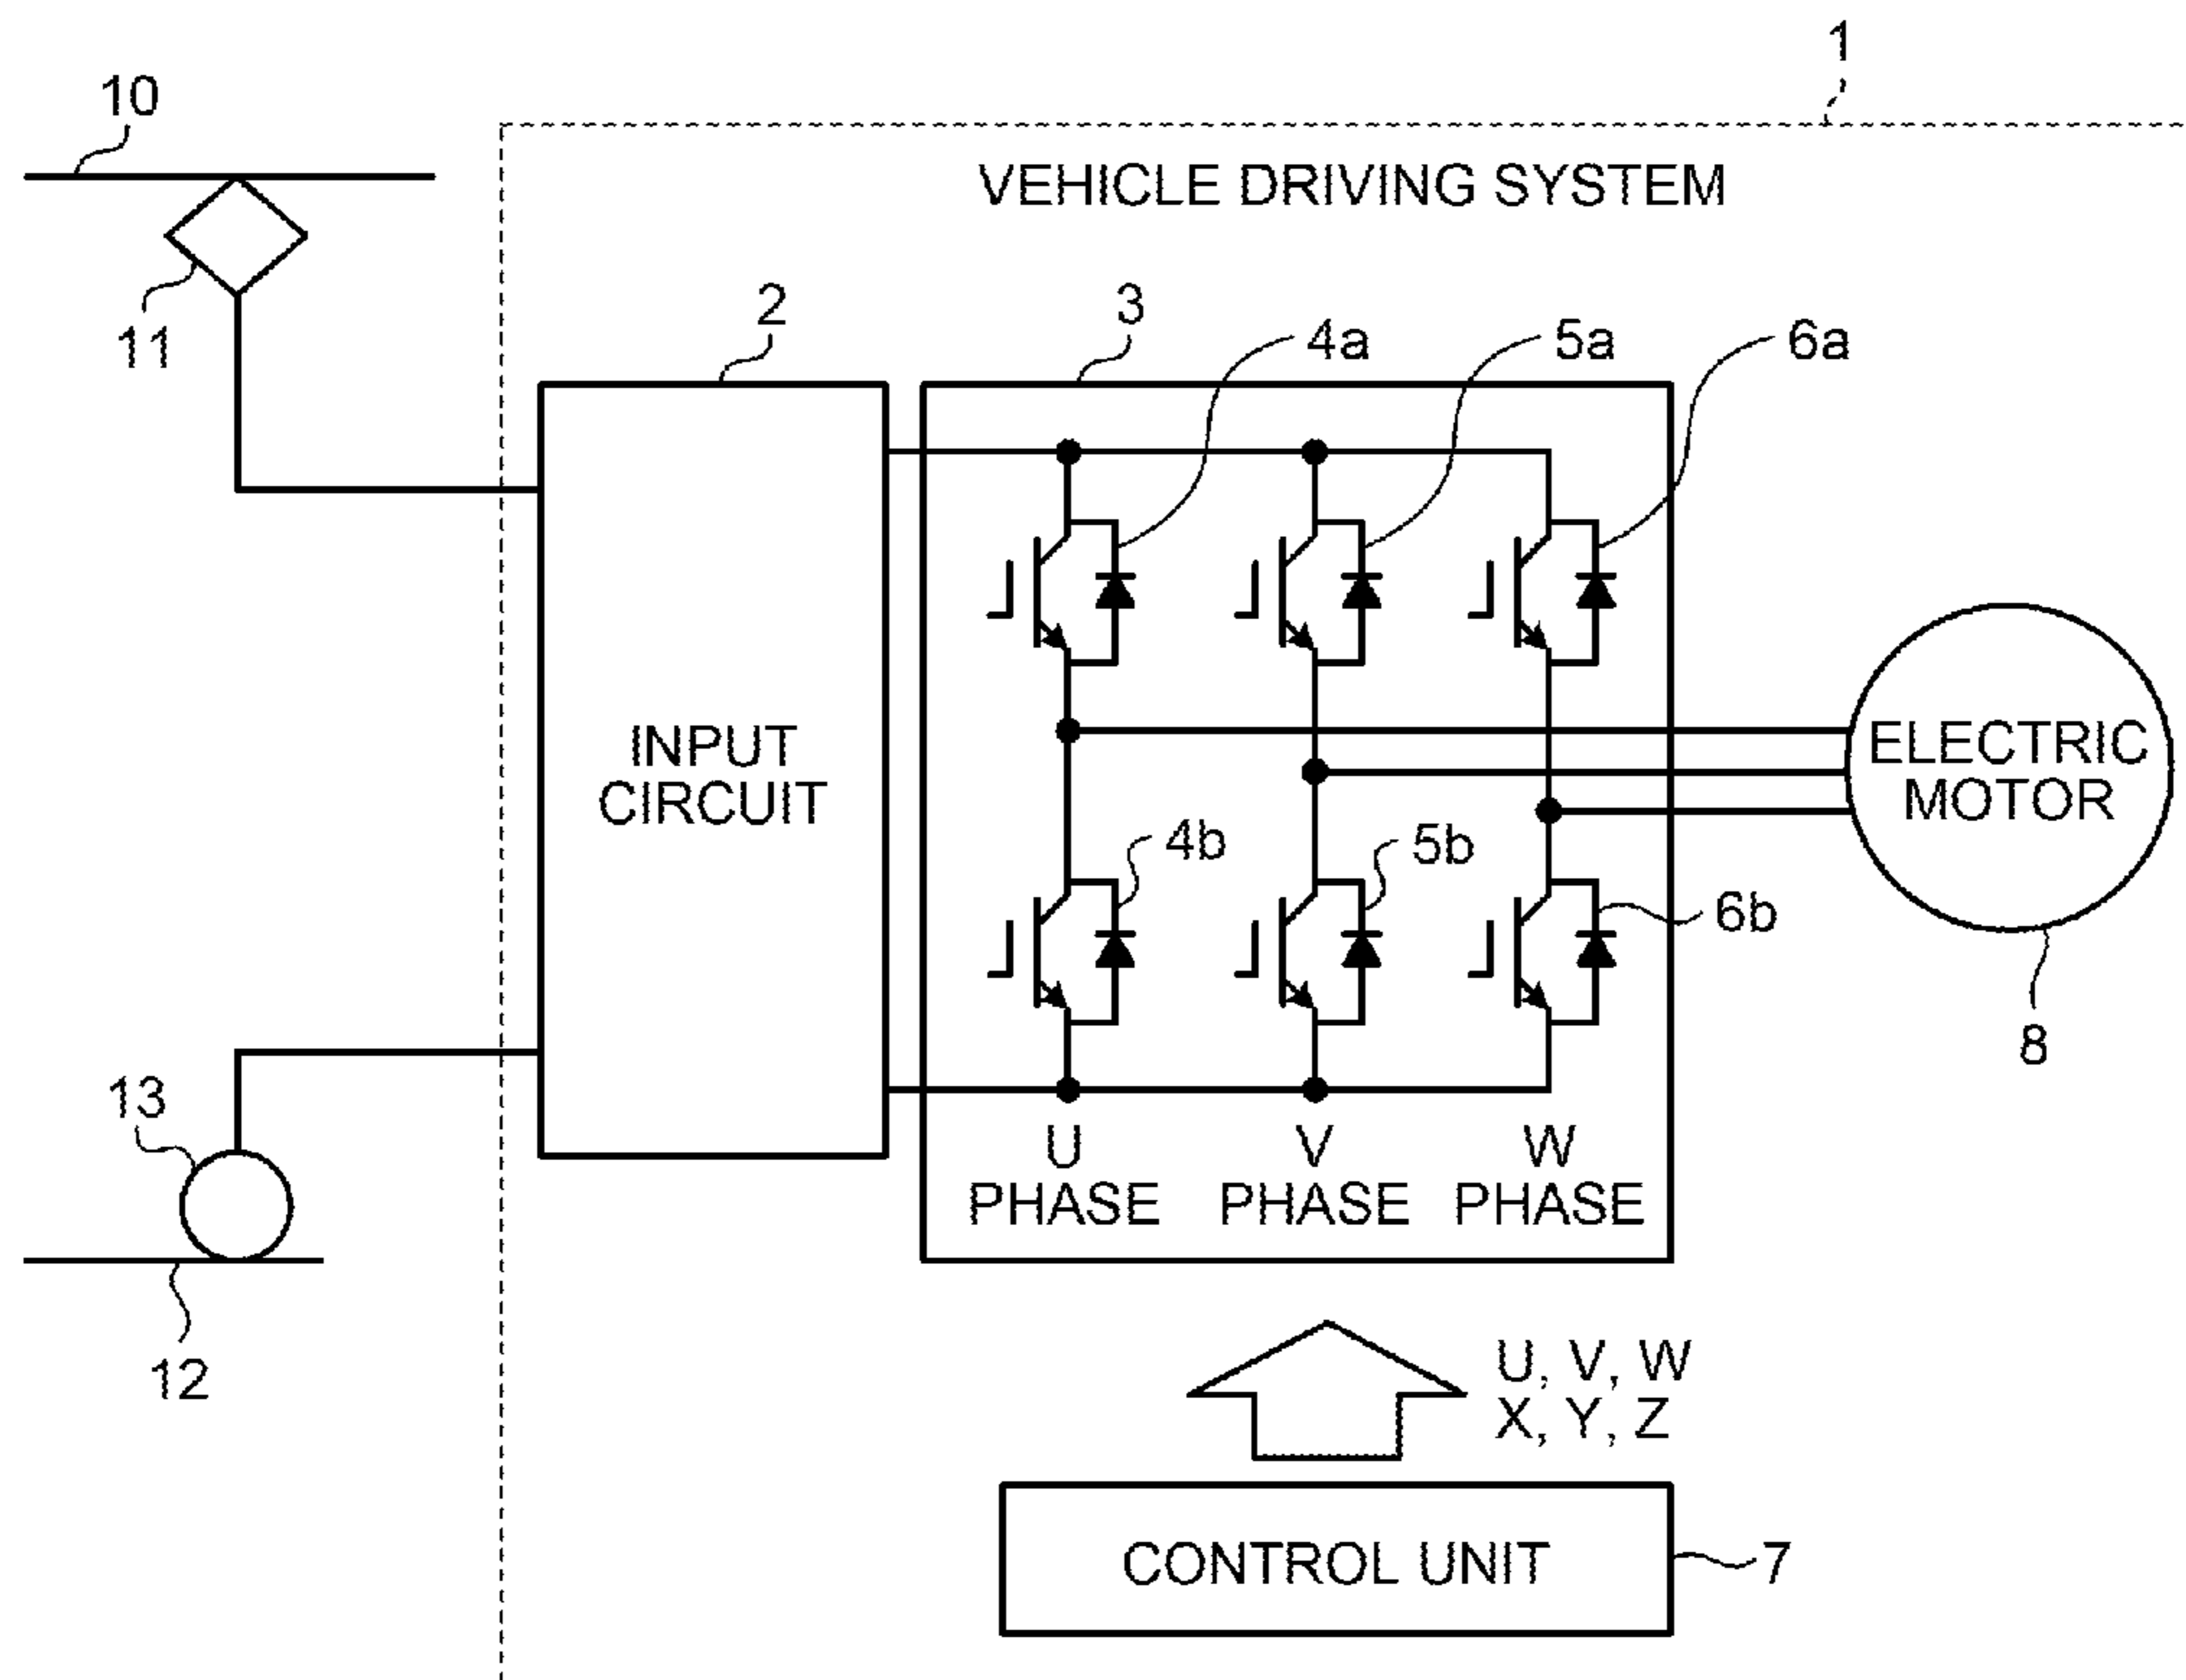 1
10
VEHICLE DRIVING SYSTEM
11
2
3
4a
5a
6a
INPUT
CIRCUIT
ELECTRIC
MOTOR
4b
5b
6b
8
13
U
PHASE
V
PHASE
W
PHASE
12
U, V, W
X, Y, Z
CONTROL UNIT
7